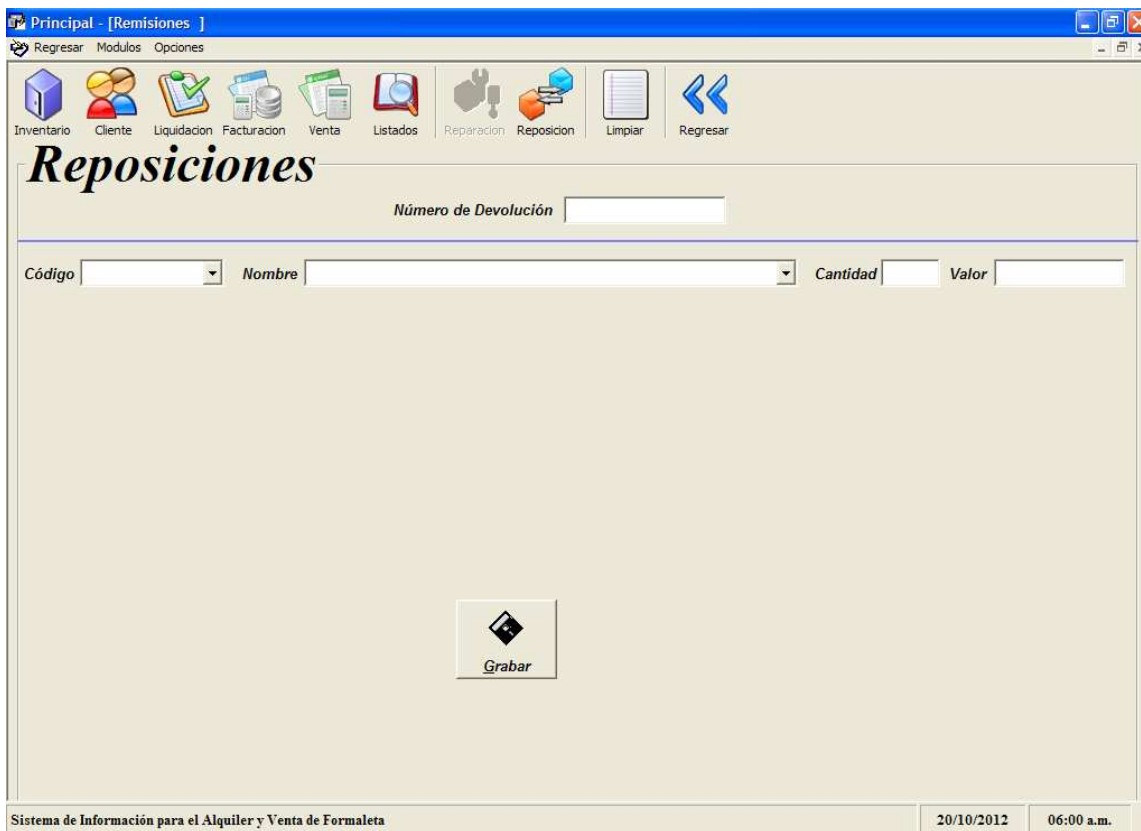 Principal - [Remisiones ]
Regresar Modulos Opciones
Inventario Cliente Liquidacion Facturacion Venta Listados Reparacion Reposicion Limpiar Regresar
Reposiciones
Número de Devolución
Código Nombre Cantidad Valor
Grabar
Sistema de Información para el Alquiler y Venta de Formaleta 20/10/2012 06:00 a.m.